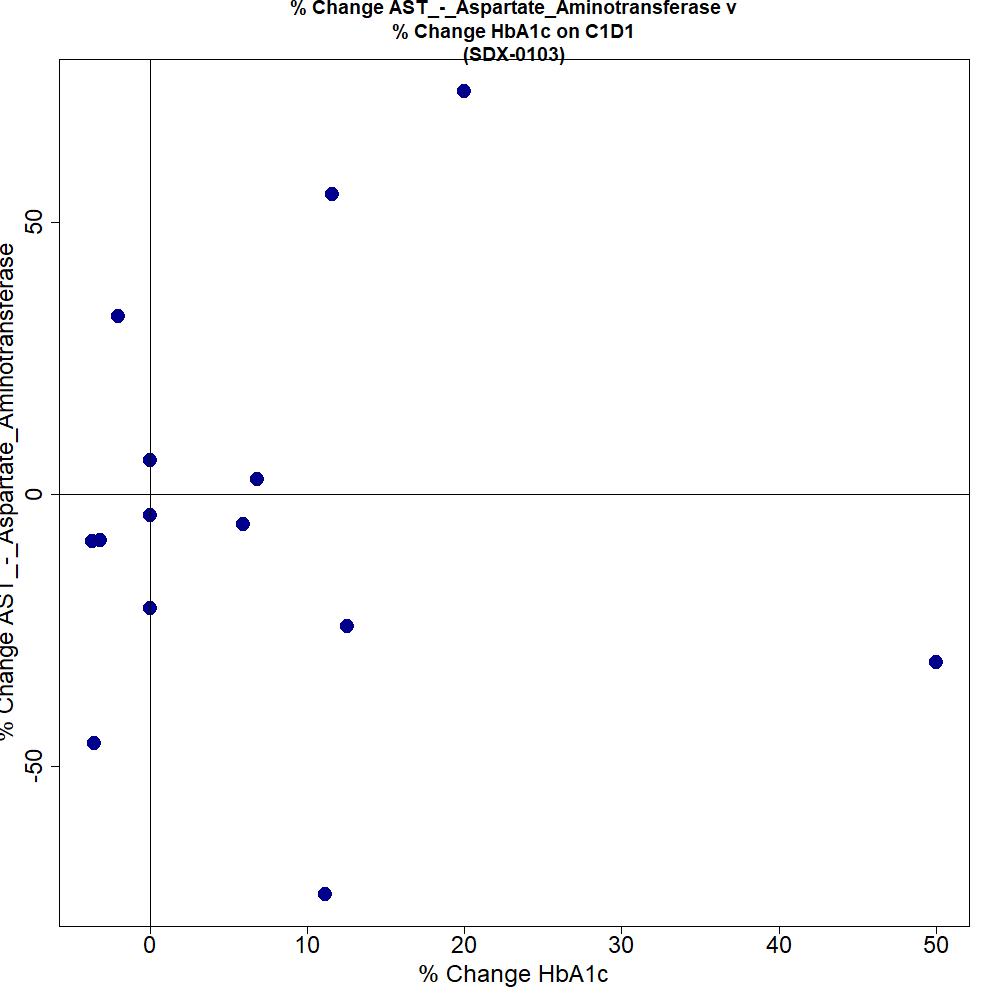 % Change AST_-_Aspartate_Aminotransferase v
% Change HbA1c on C1D1
(SDX-0103)
% Change AST_-_Aspartate_Aminotransferase
50
0
-50
0
10
20
30
40
50
% Change HbA1c